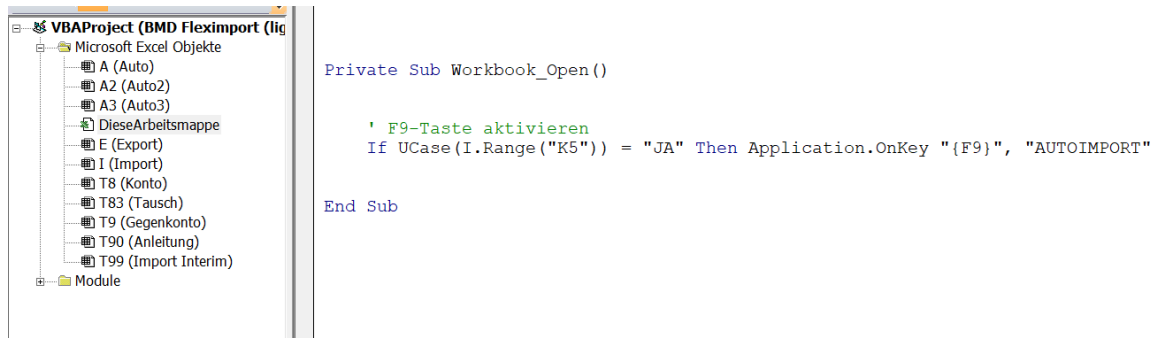 VBAProject (BMD Fleximport (lig
Microsoft Excel Objekte
A (Auto)
A2 (Auto2)
A3 (Auto3)
DieseArbeitsmappe
E (Export)
I (Import)
T8 (Konto)
T83 (Tausch)
T9 (Gegenkonto)
T90 (Anleitung)
T99 (Import Interim)
Module
Private Sub Workbook_Open()
' F9-Taste aktivieren
If UCase(I.Range("K5")) = "JA" Then Application.OnKey "{F9}", "AUTOIMPORT"
End Sub